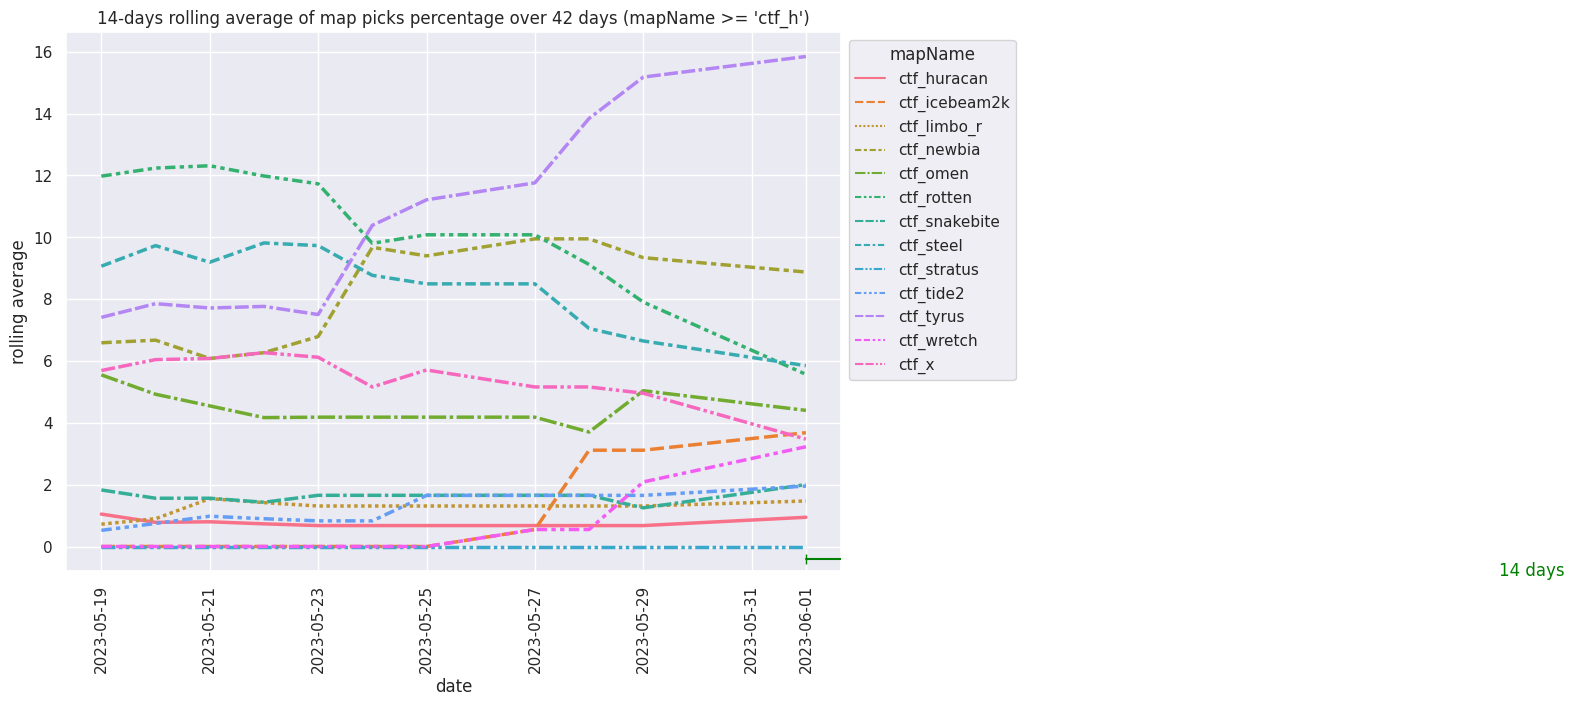 14-days rolling average of map picks percentage over 42 days (mapName >= 'ctf_h')
rolling average
16
14
12
10
8
6
4
2
0
2023-05-19
2023-05-21
2023-05-23
2023-05-25
2023-05-27
2023-05-29
2023-05-31
2023-06-01
date
mapName
ctf_huracan
ctf_icebeam2k
ctf_limbo_r
ctf_newbia
ctf_omen
ctf_rotten
ctf_snakebite
ctf_steel
ctf_stratus
ctf_tide2
ctf_tyrus
ctf_wretch
ctf_x
14 days